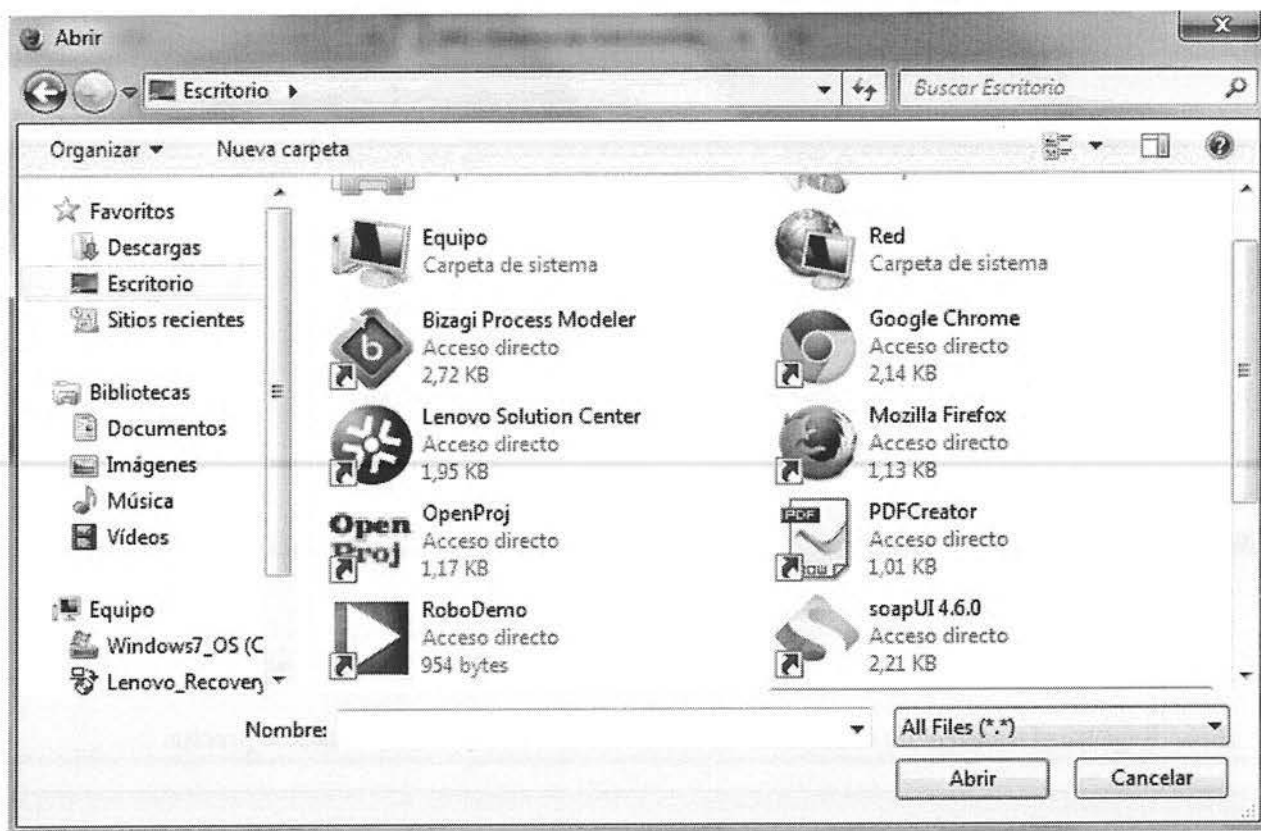 Abrir
Escritorio
Buscar Escritorio
Organizar
Nueva carpeta
Favoritos
Descargas
Escritorio
Sitios recientes
Bibliotecas
Documentos
Imágenes
Música
Vídeos
Equipo
Windows7_OS (C
Lenovo_Recovery
Equipo
Carpeta de sistema
Red
Carpeta de sistema
Bizagi Process Modeler
Acceso directo
2,72 KB
Google Chrome
Acceso directo
2,14 KB
Lenovo Solution Center
Acceso directo
1,95 KB
Mozilla Firefox
Acceso directo
1,13 KB
Open
Proj
OpenProj
Acceso directo
1,17 KB
PDF
PDFCreator
Acceso directo
1,01 KB
RoboDemo
Acceso directo
954 bytes
soapUI 4.6.0
Acceso directo
2,21 KB
Nombre:
All Files (*.*)
Abrir
Cancelar